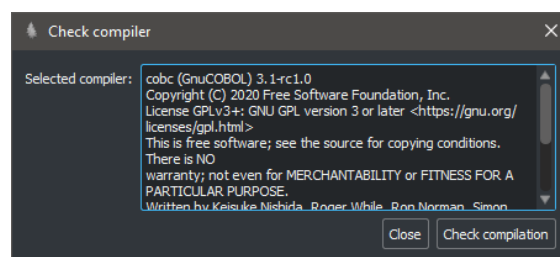 Check compiler
Selected compiler:
cobc (GnuCOBOL) 3.1-rc1.0
Copyright (C) 2020 Free Software Foundation, Inc.
License GPLv3+: GNU GPL version 3 or later <https://gnu.org/
licenses/gpl.html>
This is free software; see the source for copying conditions.
There is NO
warranty; not even for MERCHANTABILITY or FITNESS FOR A
PARTICULAR PURPOSE.
Written by Keisuke Nishida, Roger While, Ron Norman, Simon
Close
Check compilation